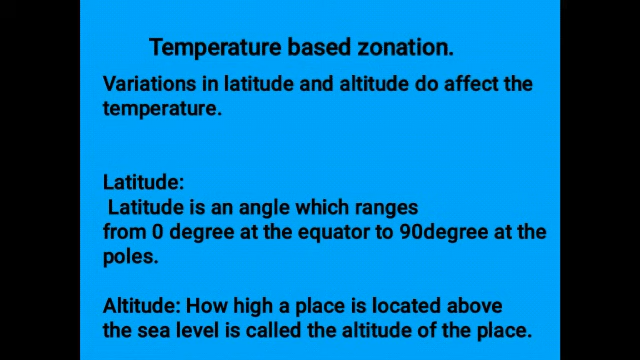 Temperature based zonation.
Variations in latitude and altitude do affect the
temperature.
Latitude:
Latitude is an angle which ranges
from 0 degree at the equator to 90degree at the
poles.
Altitude: How high a place is located above
the sea level is called the altitude of the place.